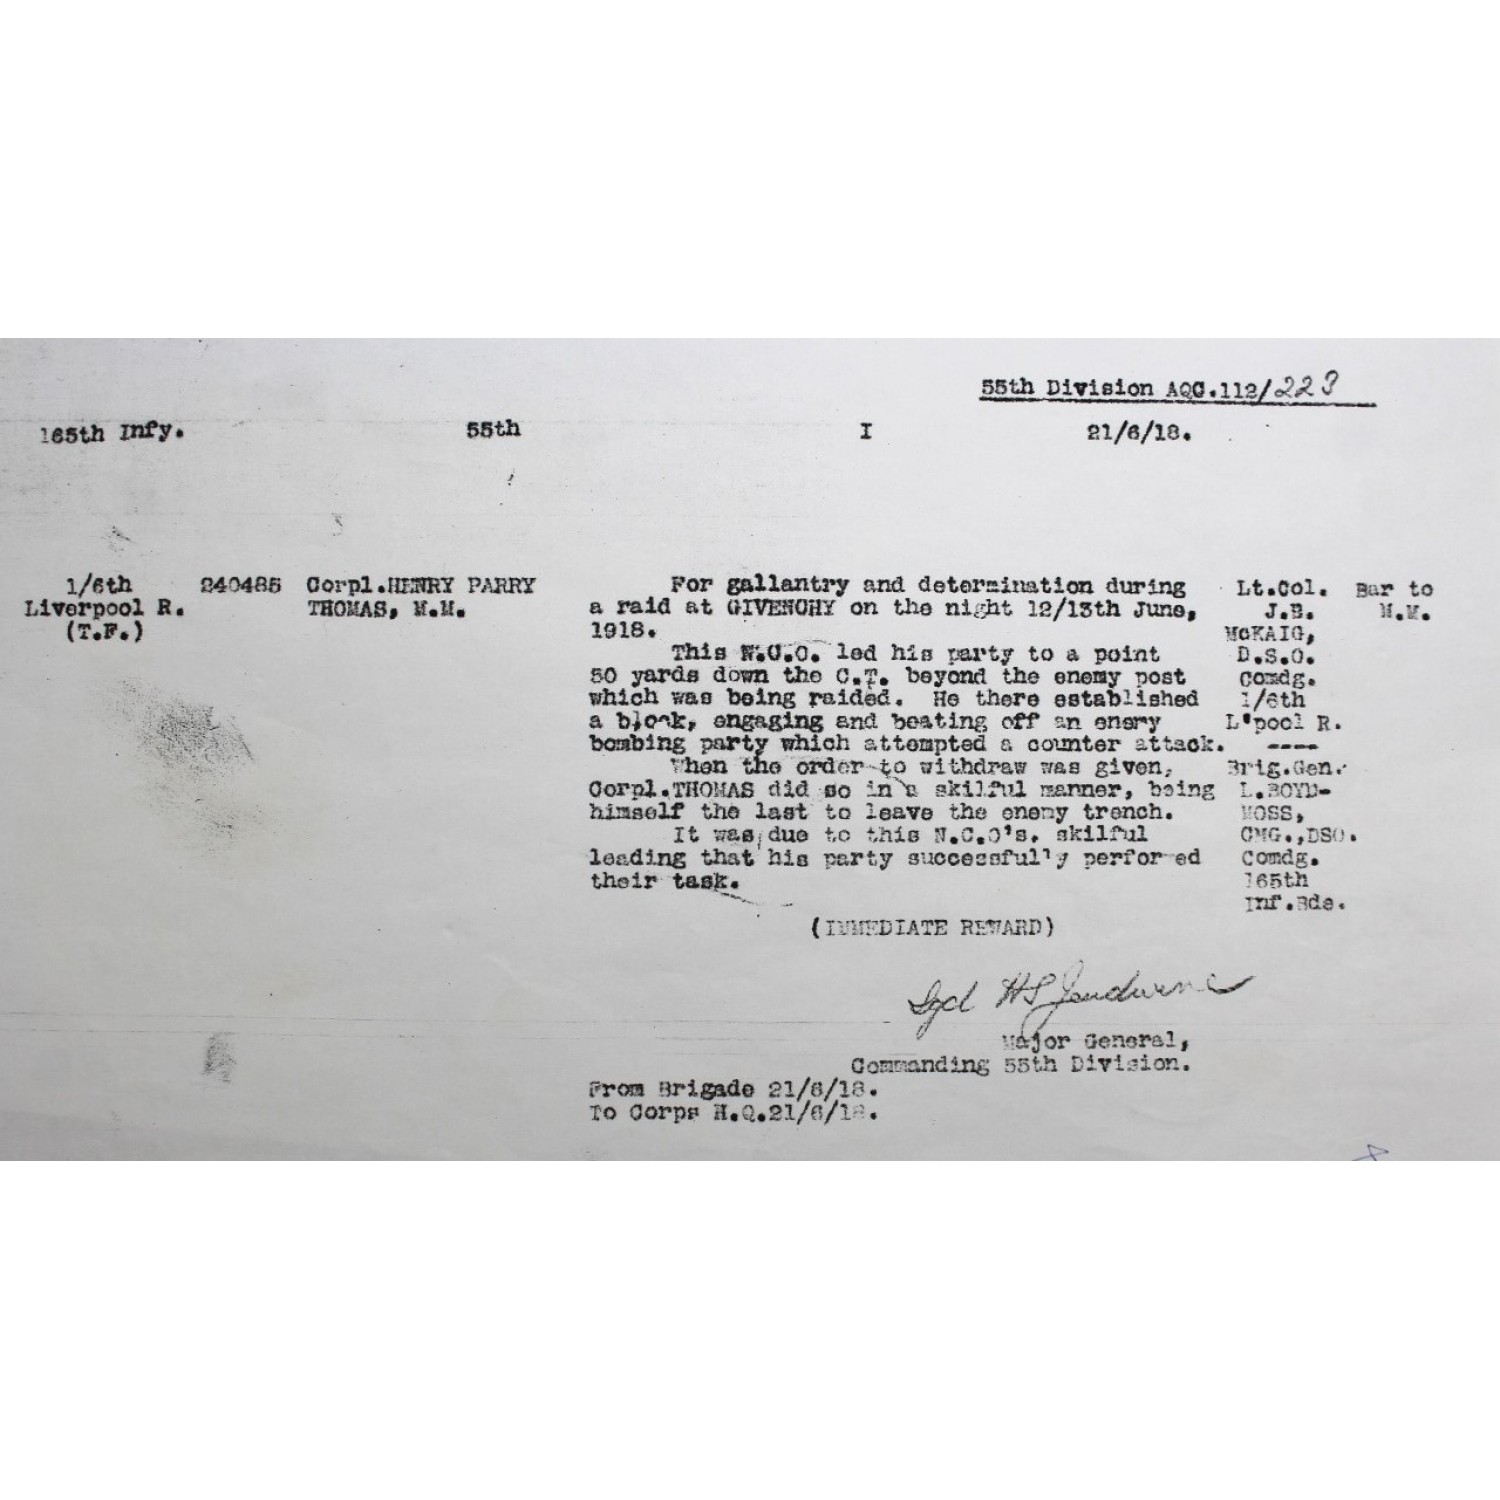 55th Division AQC.112/223
165th Infy. 55th I 21/6/18.
1/6th 240485 Corpl.HENRY PARRY
Liverpool R. THOMAS, M.M.
(T.F.)
For gallantry and determination during
a raid at GIVENCHY on the night 12/13th June,
1918.
This N.C.O. led his party to a point
50 yards down the C.T. beyond the enemy post
which was being raided. He there established
a block, engaging and beating off an enemy
bombing party which attempted a counter attack.
When the order to withdraw was given,
Corpl.THOMAS did so in a skilful manner, being
himself the last to leave the enemy trench.
It was due to this N.C.O's. skilful
leading that his party successfully perfor ed
their task.
(IMMEDIATE REWARD)
Lt.Col.
J.B.
McKAIG,
D.S.O.
Comdg.
1/6th
L'pool R.
----
Brig.Gen.
L.BOYD-
MOSS,
CMG.,DSO.
Comdg.
165th
Inf.Bde.
Bar to
M.M.
Sgd HS Jeudwine
Major General,
Commanding 55th Division.
From Brigade 21/6/18.
To Corps H.Q.21/6/18.